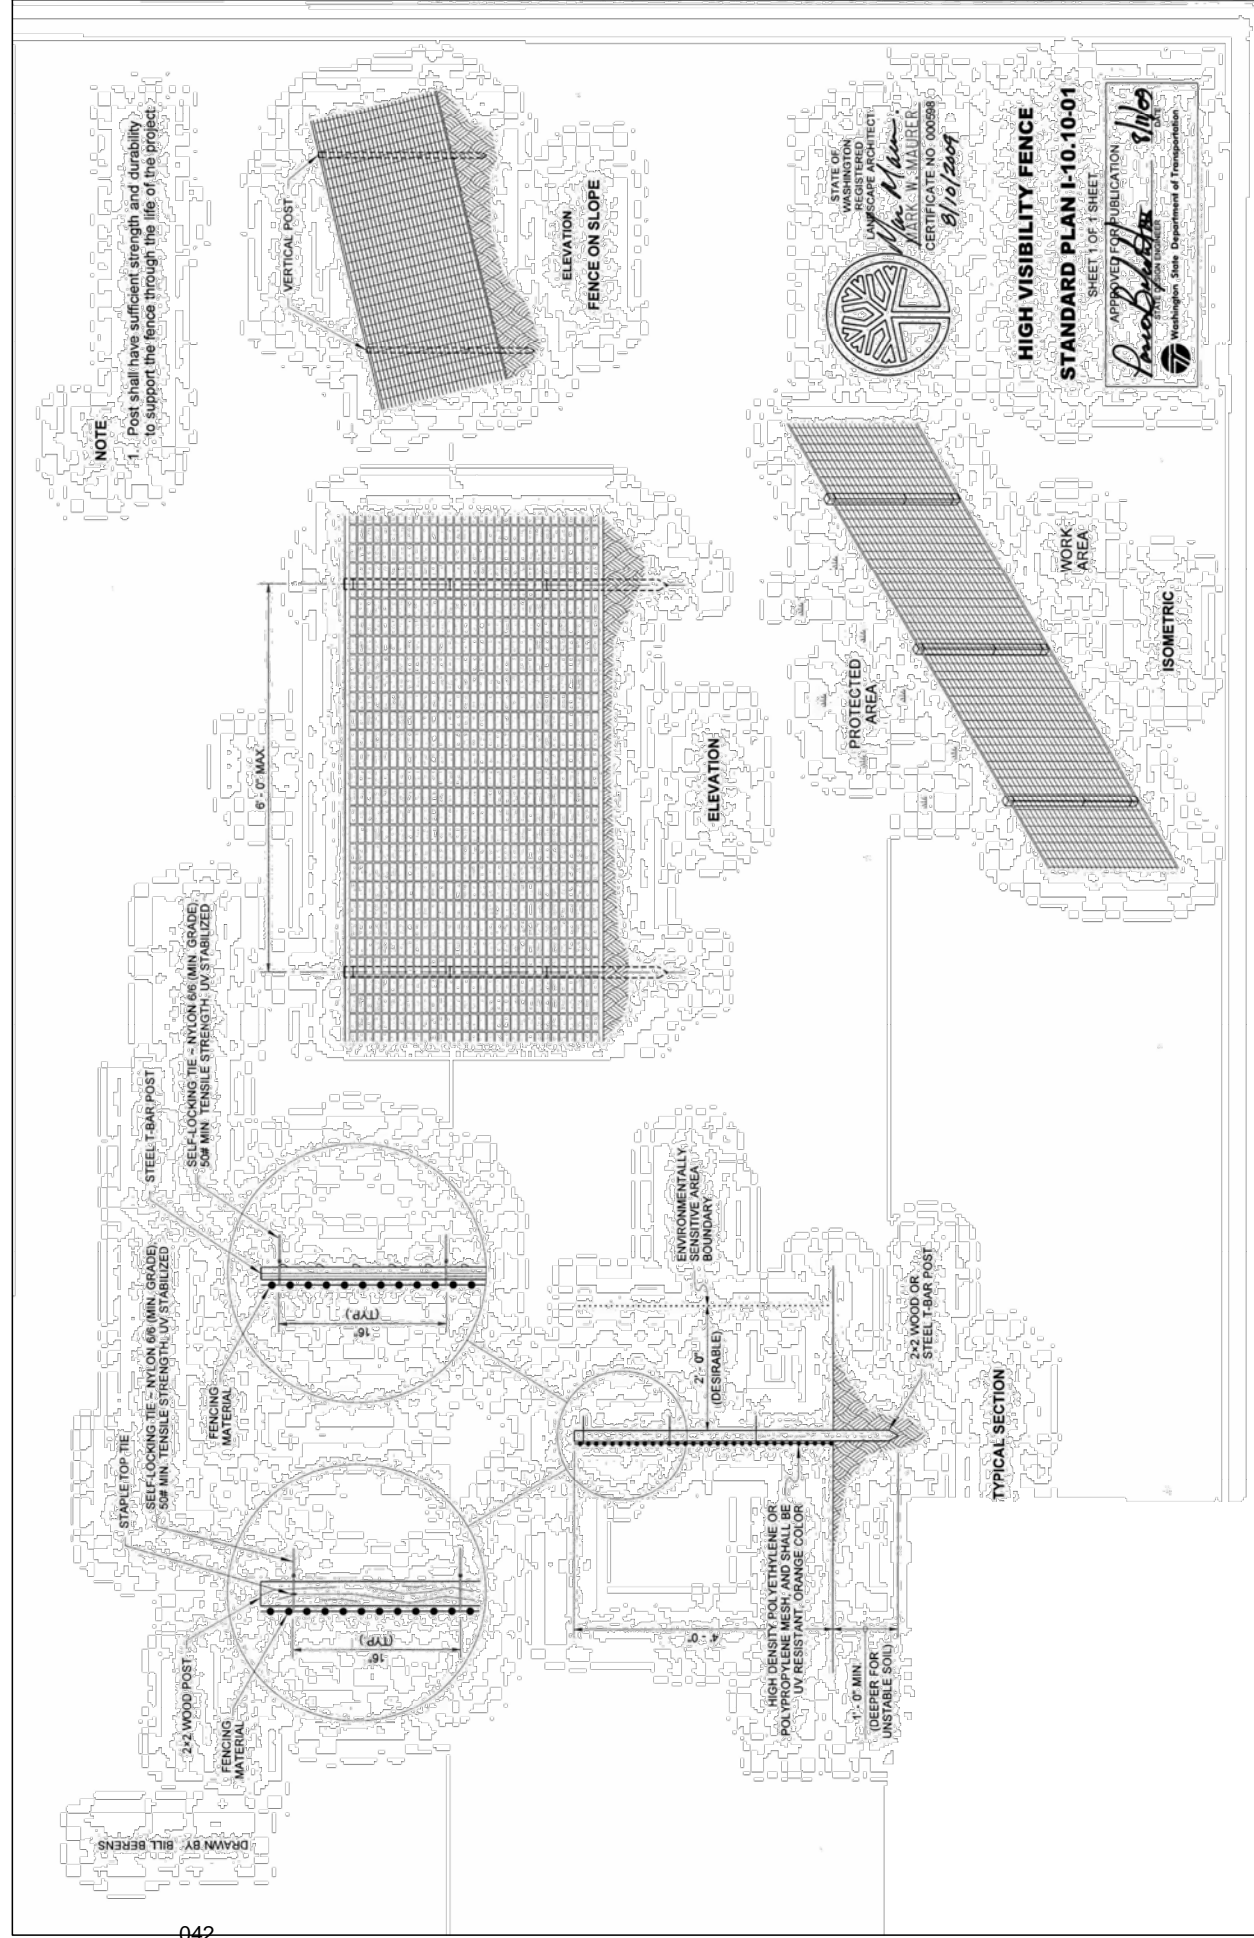 DRAWN BY: BILL BERENS
2×2 WOOD POST
STAPLE TOP TIE
SELF-LOCKING TIE ~ NYLON 6/6 (MIN. GRADE),
50# MIN. TENSILE STRENGTH, UV STABILIZED
FENCING
MATERIAL
16"
(TYP.)
STEEL T-BAR POST
SELF-LOCKING TIE ~ NYLON 6/6 (MIN. GRADE),
50# MIN. TENSILE STRENGTH, UV STABILIZED
FENCING
MATERIAL
16"
(TYP.)
6' - 0" MAX.
ELEVATION
NOTE
1. Post shall have sufficient strength and durability
to support the fence through the life of the project.
VERTICAL POST
ELEVATION
FENCE ON SLOPE
4' - 0"
1' - 0" MIN.
(DEEPER FOR
UNSTABLE SOIL)
HIGH DENSITY POLYETHYLENE OR
POLYPROPYLENE MESH, AND SHALL BE
UV RESISTANT, ORANGE COLOR
2' - 0"
(DESIRABLE)
ENVIRONMENTALLY
SENSITIVE AREA
BOUNDARY
2×2 WOOD OR
STEEL T-BAR POST
TYPICAL SECTION
PROTECTED
AREA
WORK
AREA
ISOMETRIC
STATE OF
WASHINGTON
REGISTERED
LANDSCAPE ARCHITECT
MARK W. MAURER
CERTIFICATE NO. 000598
8/10/2009
HIGH VISIBILITY FENCE
STANDARD PLAN I-10.10-01
SHEET 1 OF 1 SHEET
APPROVED FOR PUBLICATION
8/11/09
STATE DESIGN ENGINEER DATE
Washington State Department of Transportation
042